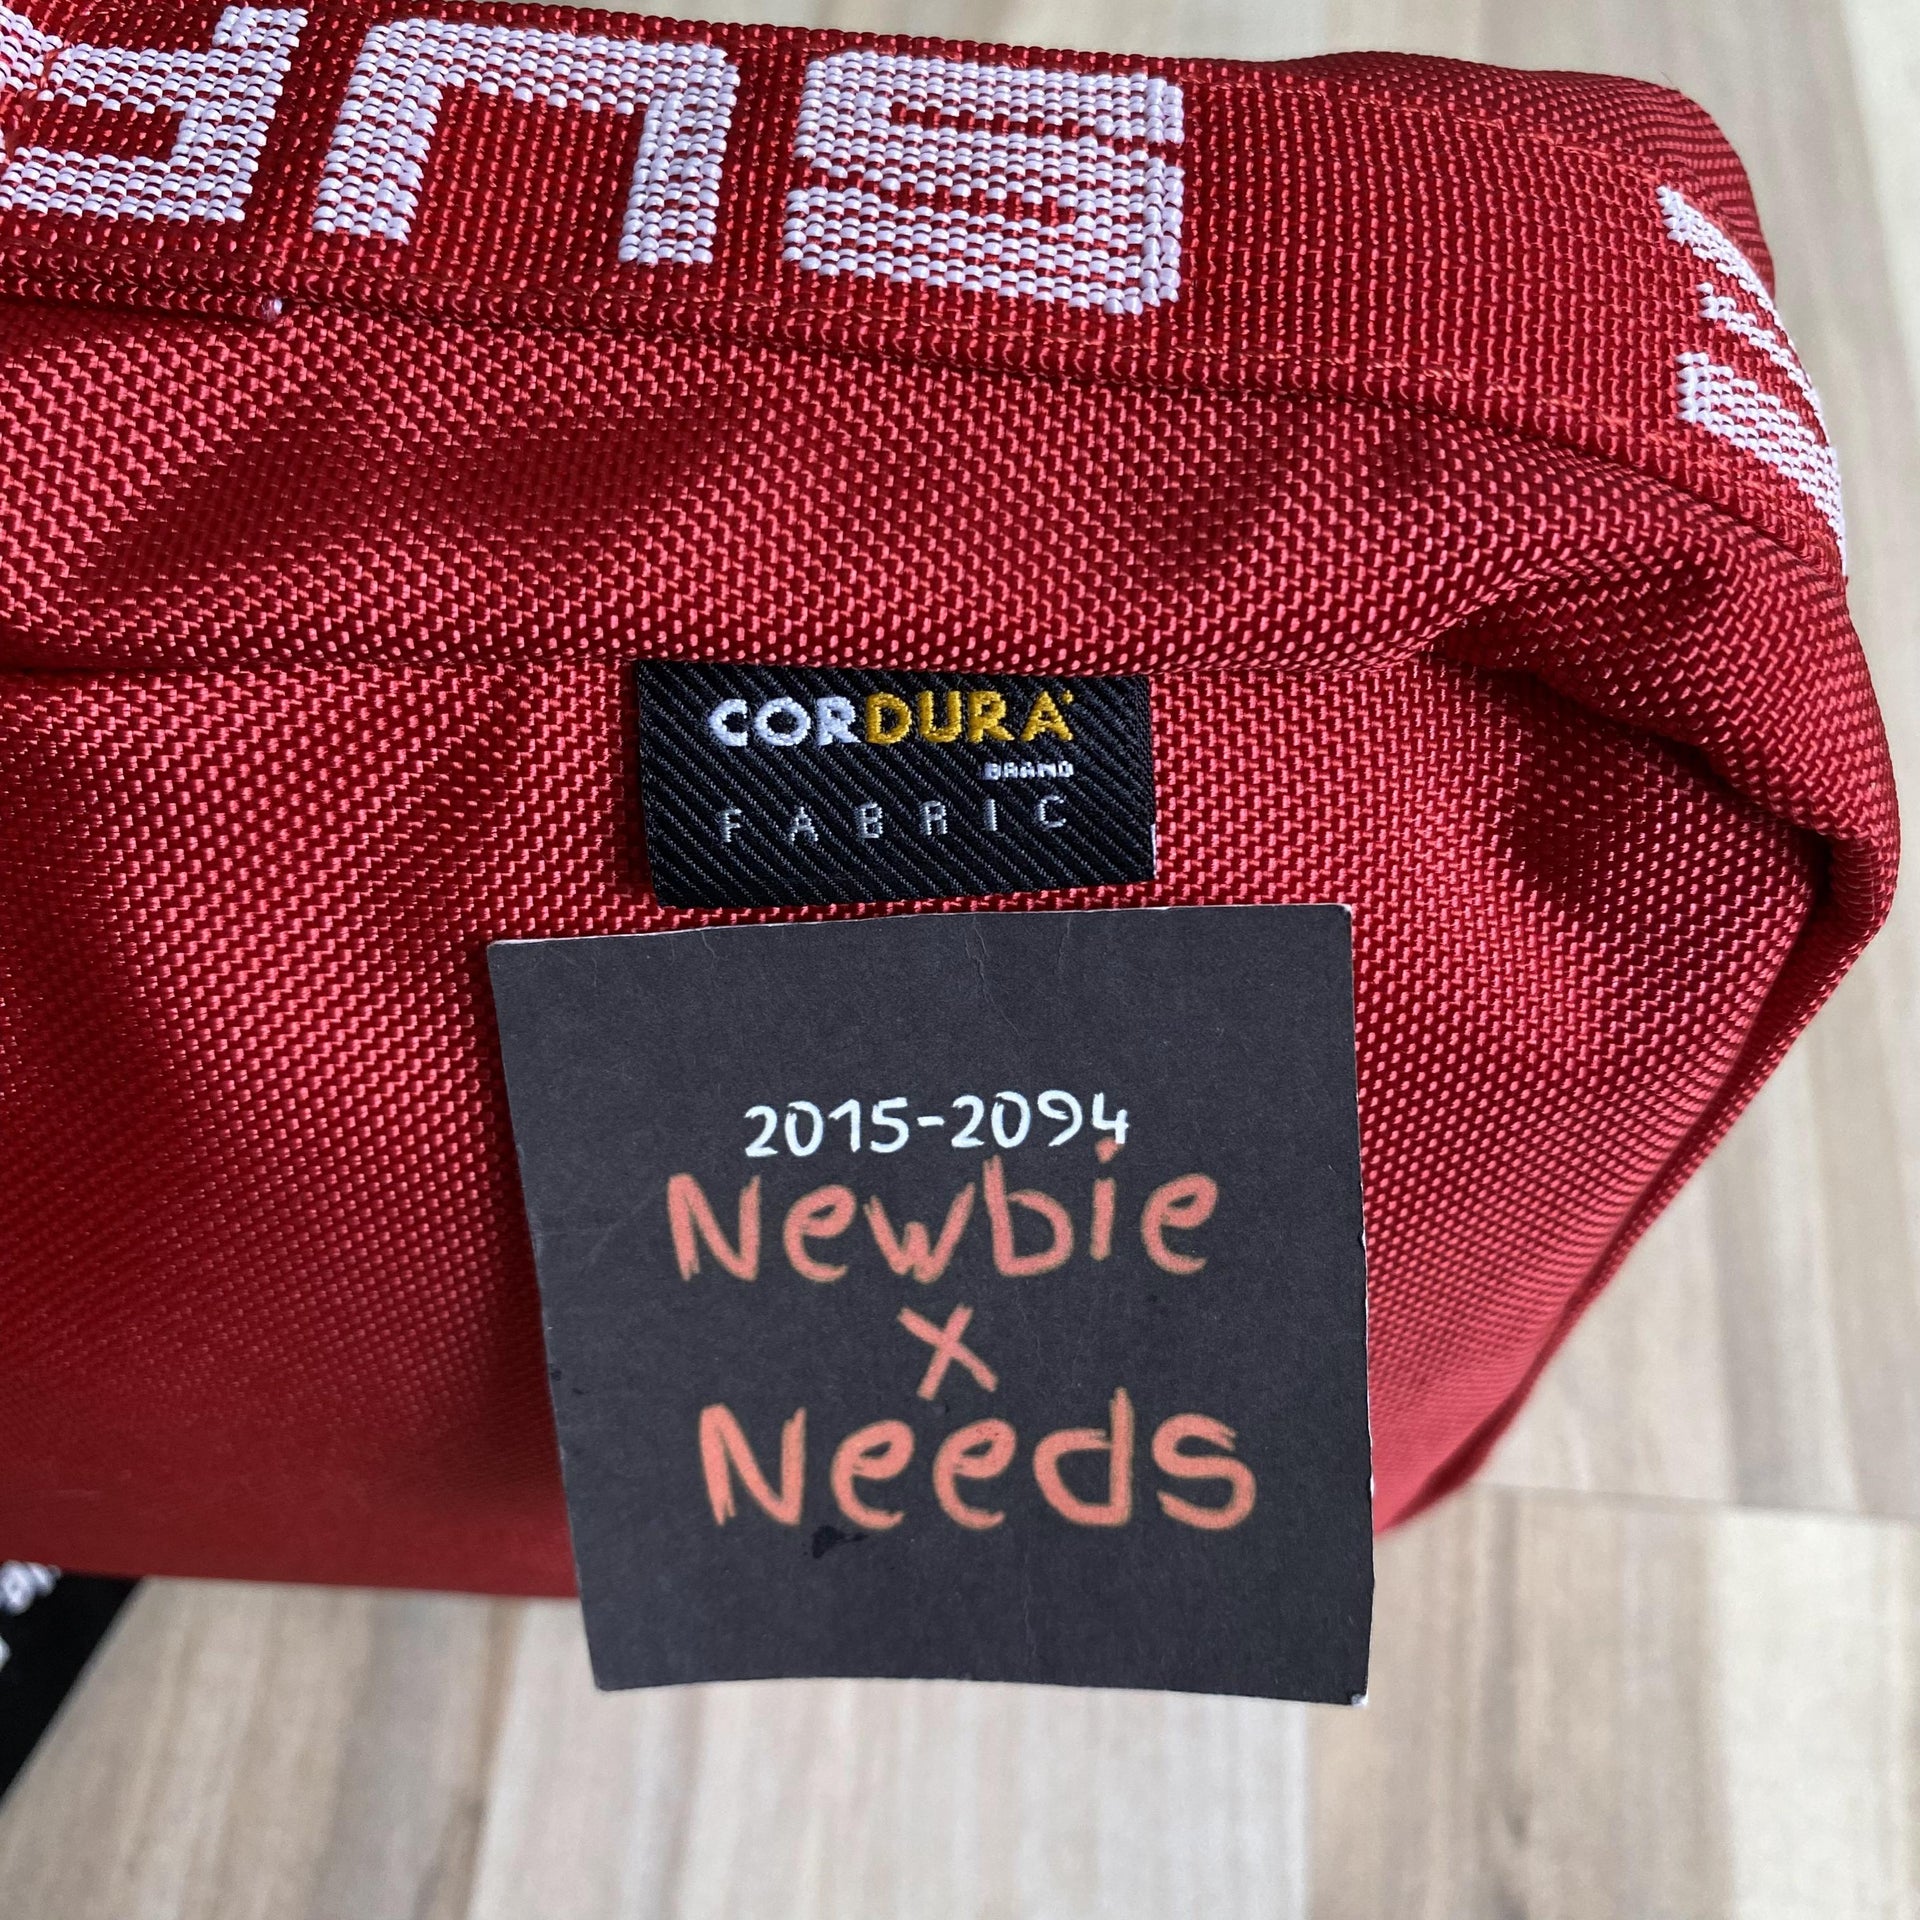 CORDURA
BRAND
FABRIC
2015-2094
Newbie
x
Needs